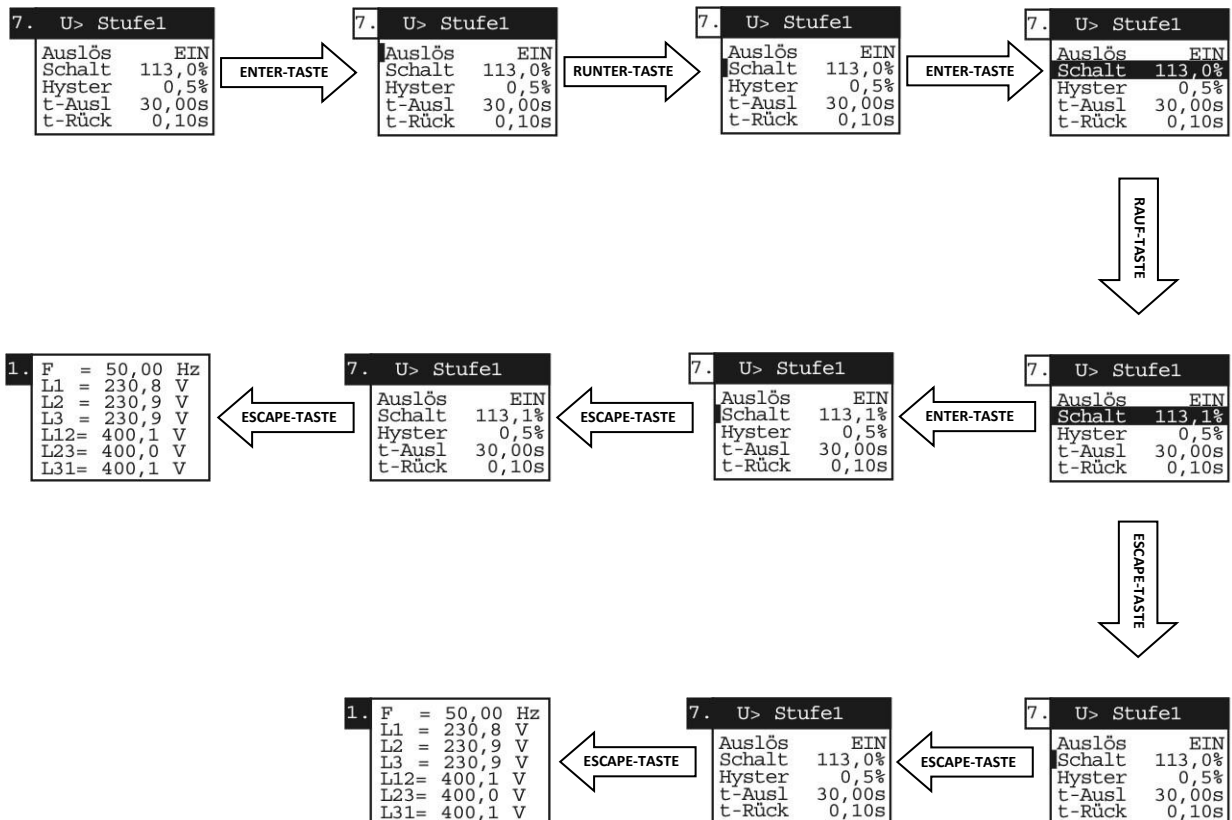 7. U> Stufe1
Auslös EIN
Schalt 113,0%
Hyster 0,5%
t-Ausl 30,00s
t-Rück 0,10s
ENTER-TASTE
7. U> Stufe1
Auslös EIN
Schalt 113,0%
Hyster 0,5%
t-Ausl 30,00s
t-Rück 0,10s
RUNTER-TASTE
7. U> Stufe1
Auslös EIN
Schalt 113,0%
Hyster 0,5%
t-Ausl 30,00s
t-Rück 0,10s
ENTER-TASTE
7. U> Stufe1
Auslös EIN
Schalt 113,0%
Hyster 0,5%
t-Ausl 30,00s
t-Rück 0,10s
RAUF-TASTE
7. U> Stufe1
Auslös EIN
Schalt 113,1%
Hyster 0,5%
t-Ausl 30,00s
t-Rück 0,10s
ENTER-TASTE
7. U> Stufe1
Auslös EIN
Schalt 113,1%
Hyster 0,5%
t-Ausl 30,00s
t-Rück 0,10s
ESCAPE-TASTE
7. U> Stufe1
Auslös EIN
Schalt 113,1%
Hyster 0,5%
t-Ausl 30,00s
t-Rück 0,10s
ESCAPE-TASTE
1. F = 50,00 Hz
L1 = 230,8 V
L2 = 230,9 V
L3 = 230,9 V
L12= 400,1 V
L23= 400,0 V
L31= 400,1 V
ESCAPE-TASTE
7. U> Stufe1
Auslös EIN
Schalt 113,0%
Hyster 0,5%
t-Ausl 30,00s
t-Rück 0,10s
ESCAPE-TASTE
7. U> Stufe1
Auslös EIN
Schalt 113,0%
Hyster 0,5%
t-Ausl 30,00s
t-Rück 0,10s
ESCAPE-TASTE
1. F = 50,00 Hz
L1 = 230,8 V
L2 = 230,9 V
L3 = 230,9 V
L12= 400,1 V
L23= 400,0 V
L31= 400,1 V